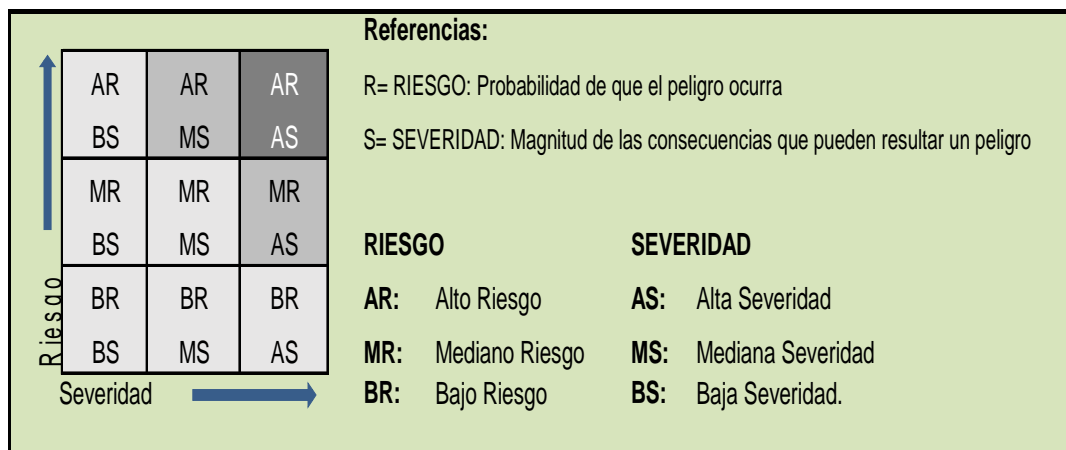 Referencias:
AR AR AR
BS MS AS
MR MR MR
BS MS AS
BR BR BR
BS MS AS
Riesgo
Severidad
R= RIESGO: Probabilidad de que el peligro ocurra
S= SEVERIDAD: Magnitud de las consecuencias que pueden resultar un peligro
RIESGO SEVERIDAD
AR: Alto Riesgo AS: Alta Severidad
MR: Mediano Riesgo MS: Mediana Severidad
BR: Bajo Riesgo BS: Baja Severidad.